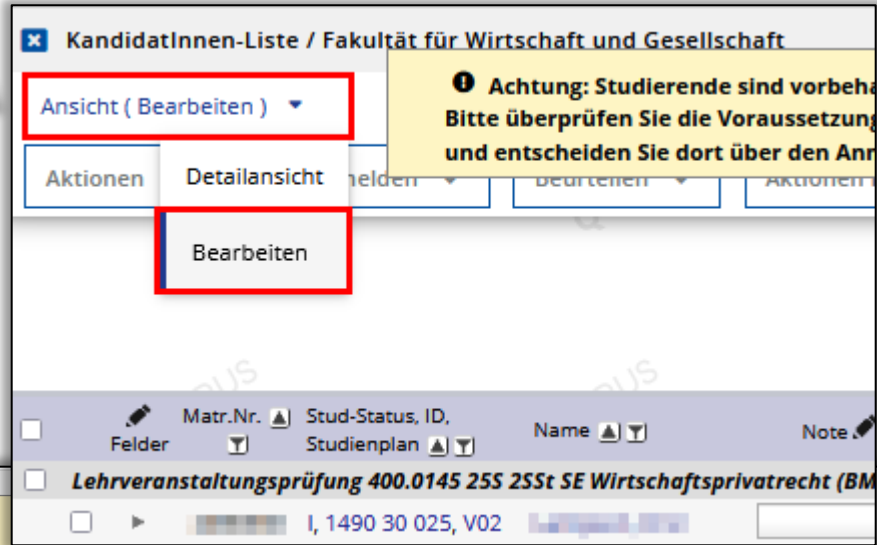 KandidatInnen-Liste / Fakultät für Wirtschaft und Gesellschaft
Achtung: Studierende sind vorbeha
Ansicht ( Bearbeiten )
Bitte überprüfen Sie die Voraussetzung
und entscheiden Sie dort über den Anm
Aktionen Detailansicht nelden Beurteilen Aktionen
Bearbeiten
Matr.Nr. Stud-Status, ID,
Felder Studienplan Name Note
Lehrveranstaltungsprüfung 400.0145 25S 2SSt SE Wirtschaftsprivatrecht (BM
I, 1490 30 025, V02